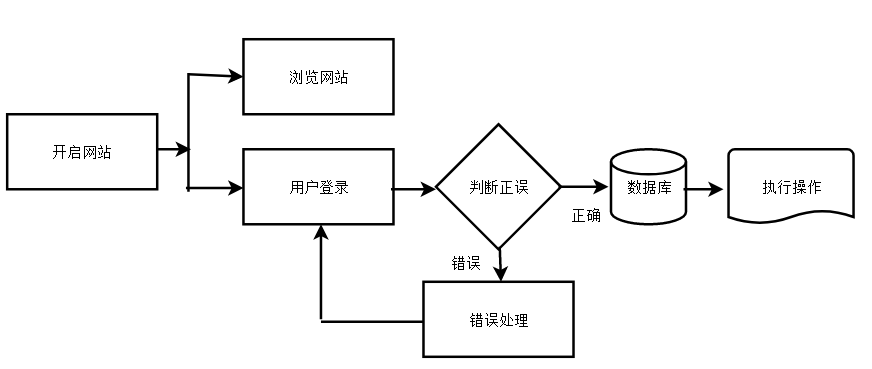 浏览网站
开启网站
用户登录
判断正误
数据库
执行操作
正确
错误
错误处理